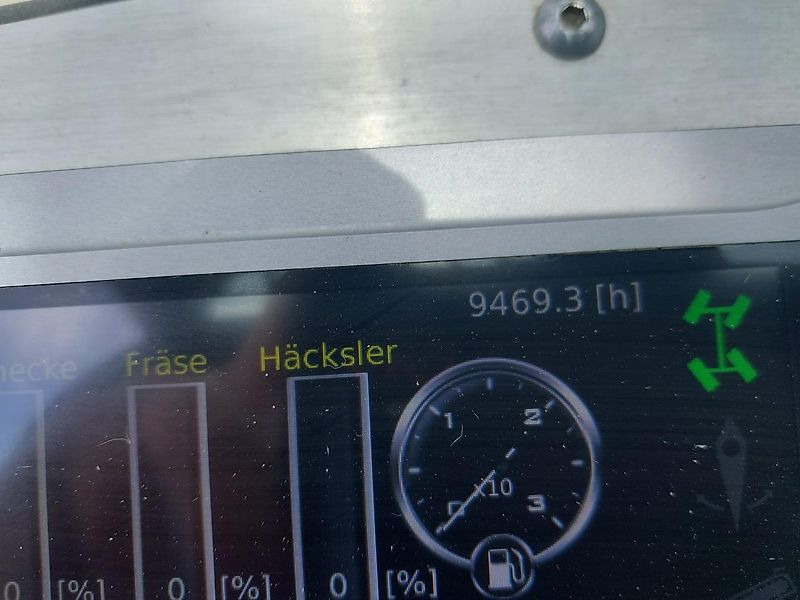 9469.3 [h]
Fräse Häcksler
1 2
x10
0 3
0 [%] 0 [%] 0 [%]